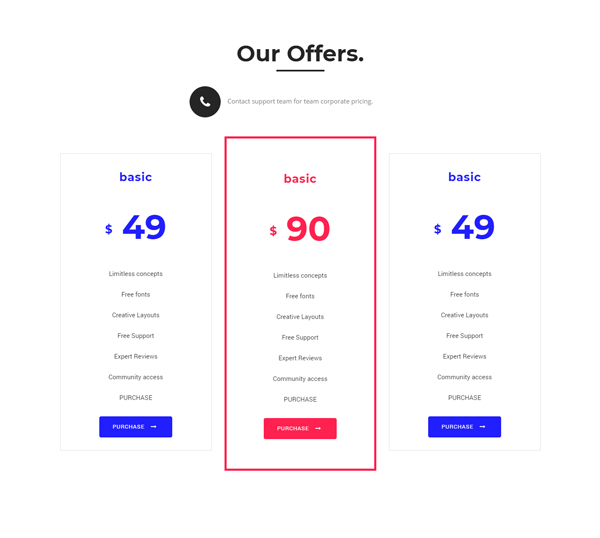 Our Offers.
Contact support team for team corporate pricing.
basic
$ 49
Limitless concepts
Free fonts
Creative Layouts
Free Support
Expert Reviews
Community access
PURCHASE
PURCHASE
basic
$ 90
Limitless concepts
Free fonts
Creative Layouts
Free Support
Expert Reviews
Community access
PURCHASE
PURCHASE
basic
$ 49
Limitless concepts
Free fonts
Creative Layouts
Free Support
Expert Reviews
Community access
PURCHASE
PURCHASE